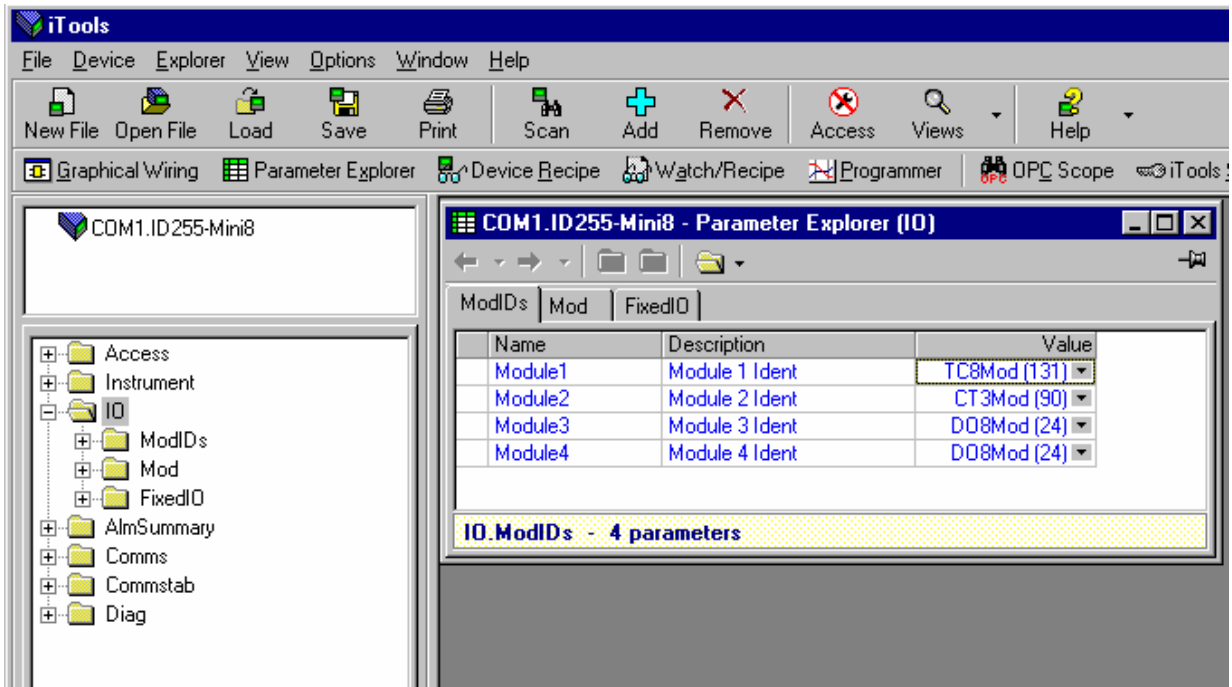 iTools
File Device Explorer View Options Window Help
New File Open File Load Save Print Scan Add Remove Access Views Help
Graphical Wiring Parameter Explorer Device Recipe Watch/Recipe Programmer OPC OPC Scope iTools
COM1.ID255-Mini8
Access
Instrument
IO
ModIDs
Mod
FixedIO
AlmSummary
Comms
Commstab
Diag
COM1.ID255-Mini8 - Parameter Explorer (IO)
ModIDs Mod FixedIO
Name Description Value
Module1 Module 1 Ident TC8Mod (131)
Module2 Module 2 Ident CT3Mod (90)
Module3 Module 3 Ident DO8Mod (24)
Module4 Module 4 Ident DO8Mod (24)
IO.ModIDs - 4 parameters